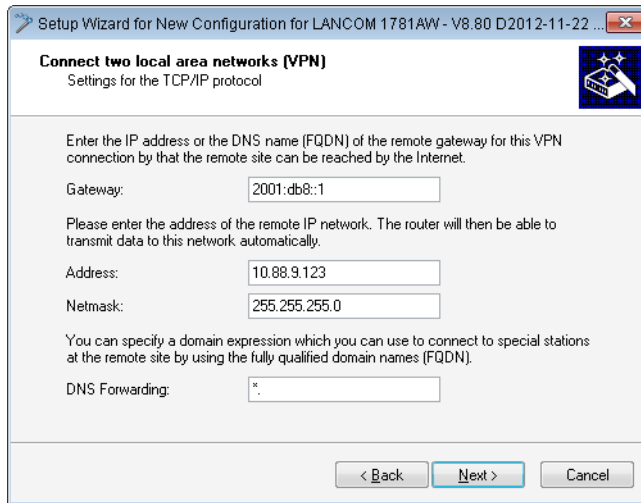 Setup Wizard for New Configuration for LANCOM 1781AW - V8.80 D2012-11-22 ...
Connect two local area networks (VPN)
Settings for the TCP/IP protocol
Enter the IP address or the DNS name (FQDN) of the remote gateway for this VPN
connection by that the remote site can be reached by the Internet.
Gateway: 2001:db8::1
Please enter the address of the remote IP network. The router will then be able to
transmit data to this network automatically.
Address: 10.88.9.123
Netmask: 255.255.255.0
You can specify a domain expression which you can use to connect to special stations
at the remote site by using the fully qualified domain names (FQDN).
DNS Forwarding: *.
< Back Next > Cancel